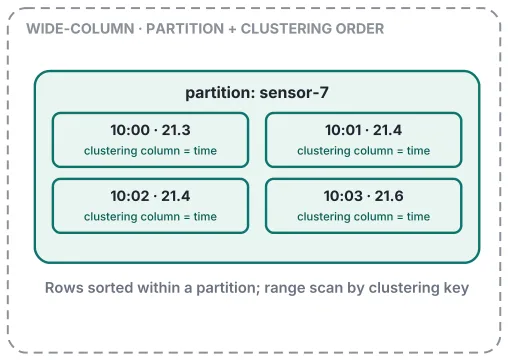 WIDE-COLUMN · PARTITION + CLUSTERING ORDER
partition: sensor-7
10:00 · 21.3
clustering column = time
10:01 · 21.4
clustering column = time
10:02 · 21.4
clustering column = time
10:03 · 21.6
clustering column = time
Rows sorted within a partition; range scan by clustering key